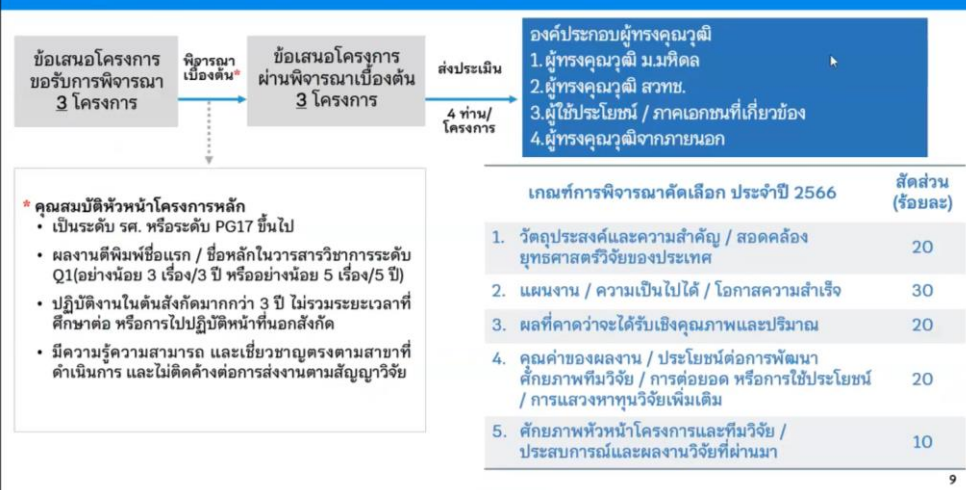 ข้อเสนอโครงการ
ขอรับการพิจารณา
3 โครงการ
พิจารณา
เบื้องต้น*
ข้อเสนอโครงการ
ผ่านพิจารณาเบื้องต้น
3 โครงการ
ส่งประเมิน
4 ท่าน/
โครงการ
องค์ประกอบผู้ทรงคุณวุฒิ
1.ผู้ทรงคุณวุฒิ ม.มหิดล
2.ผู้ทรงคุณวุฒิ สวทช.
3.ผู้ใช้ประโยชน์ / ภาคเอกชนที่เกี่ยวข้อง
4.ผู้ทรงคุณวุฒิจากภายนอก
* คุณสมบัติหัวหน้าโครงการหลัก
• เป็นระดับ รศ. หรือระดับ PG17 ขึ้นไป
• ผลงานตีพิมพ์ชื่อแรก / ชื่อหลักในวารสารวิชาการระดับ
Q1(อย่างน้อย 3 เรื่อง/3 ปี หรืออย่างน้อย 5 เรื่อง/5 ปี)
• ปฏิบัติงานในต้นสังกัดมากกว่า 3 ปี ไม่รวมระยะเวลาที่
ศึกษาต่อ หรือการไปปฏิบัติหน้าที่นอกสังกัด
• มีความรู้ความสามารถ และเชี่ยวชาญตรงตามสาขาที่
ดำเนินการ และไม่ติดค้างต่อการส่งงานตามสัญญาวิจัย
เกณฑ์การพิจารณาคัดเลือก ประจำปี 2566
สัดส่วน
(ร้อยละ)
1. วัตถุประสงค์และความสำคัญ / สอดคล้อง
ยุทธศาสตร์วิจัยของประเทศ
20
2. แผนงาน / ความเป็นไปได้ / โอกาสความสำเร็จ
30
3. ผลที่คาดว่าจะได้รับเชิงคุณภาพและปริมาณ
20
4. คุณค่าของผลงาน / ประโยชน์ต่อการพัฒนา
ศักยภาพทีมวิจัย / การต่อยอด หรือการใช้ประโยชน์
/ การแสวงหาทุนวิจัยเพิ่มเติม
20
5. ศักยภาพหัวหน้าโครงการและทีมวิจัย /
ประสบการณ์และผลงานวิจัยที่ผ่านมา
10
9